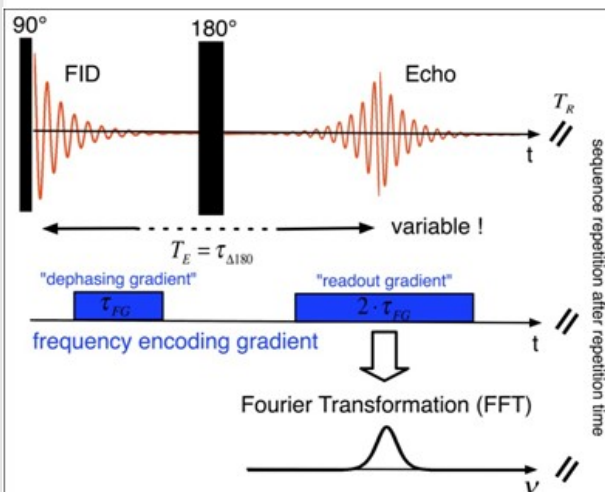 90°
180°
FID
Echo
T_R
t
variable !
T_E = τ_Δ180
"dephasing gradient"
"readout gradient"
τ_FG
2·τ_FG
frequency encoding gradient
t
Fourier Transformation (FFT)
ν
sequence repetition after repetition time